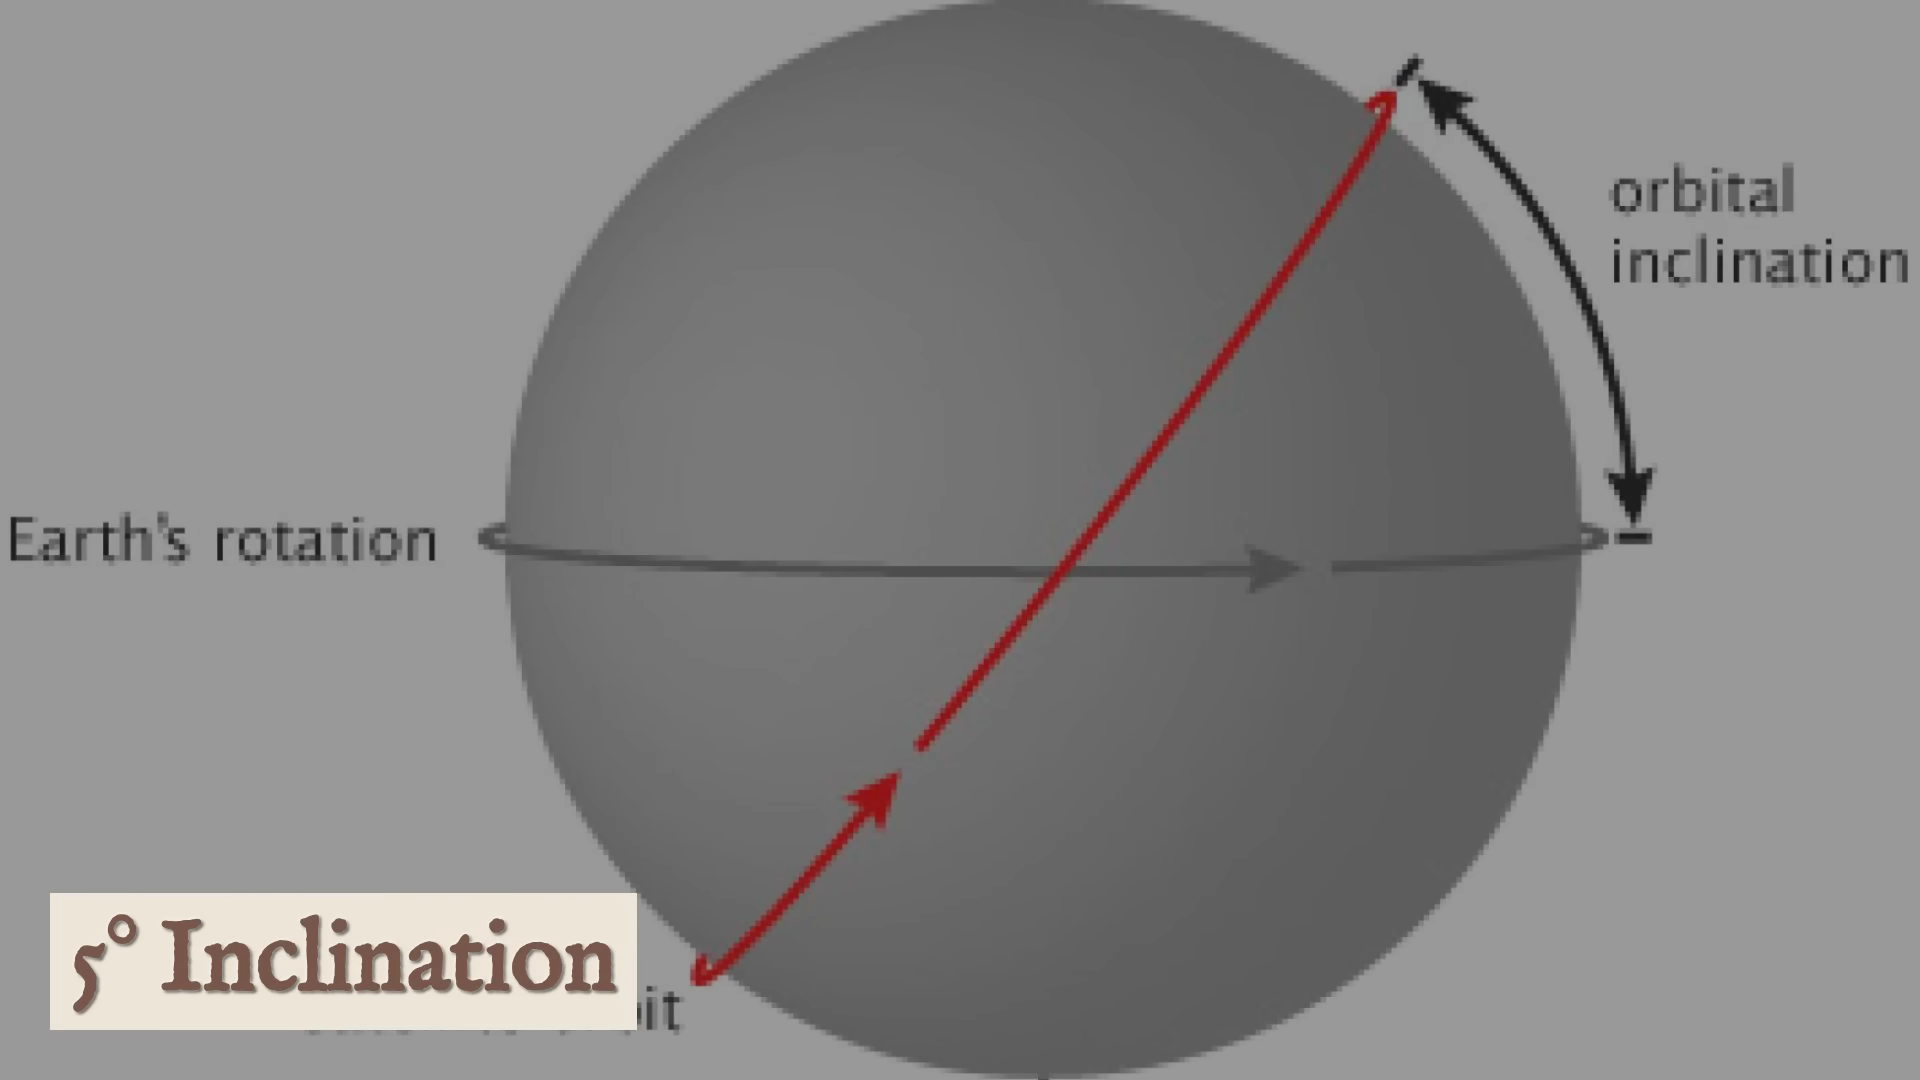 orbital
inclination
Earth's rotation
5° Inclination